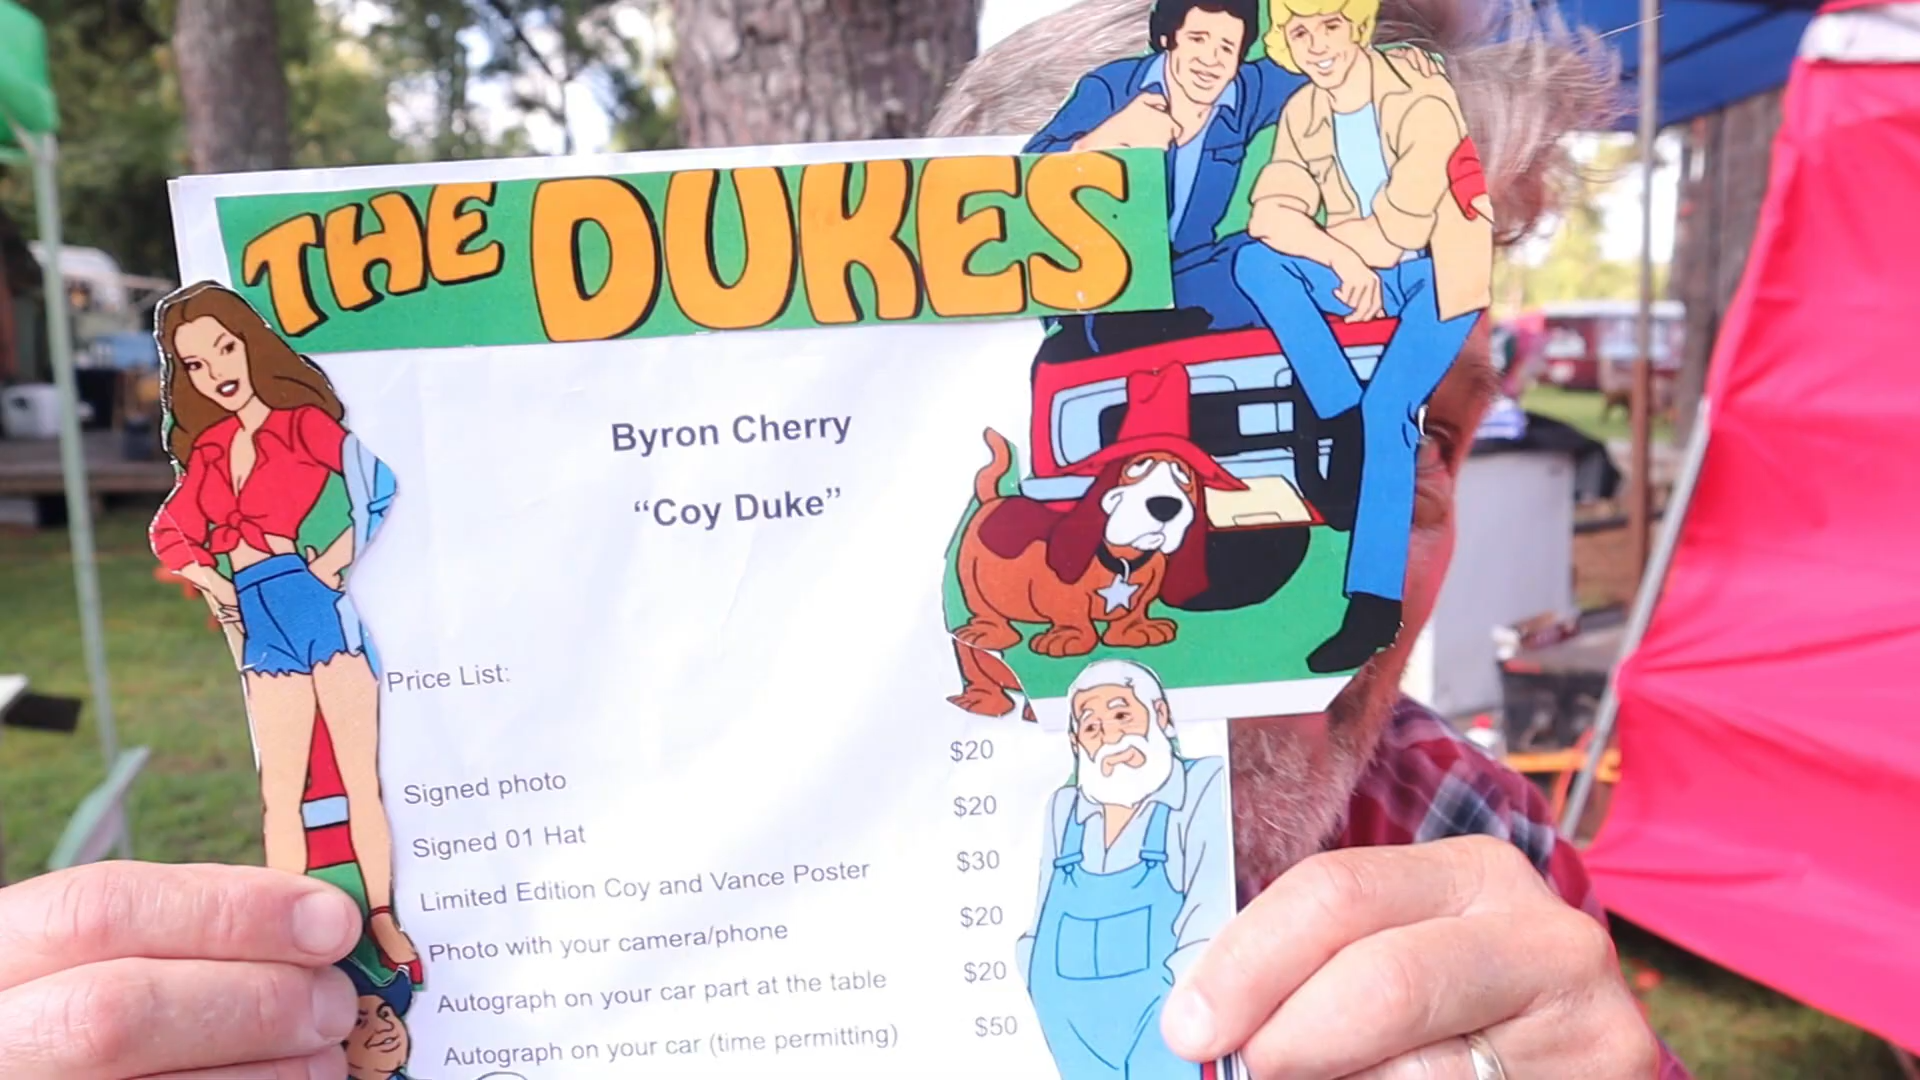 THE DUKES
Byron Cherry
“Coy Duke”
Price List:
Signed photo $20
Signed 01 Hat $20
Limited Edition Coy and Vance Poster $30
Photo with your camera/phone $20
Autograph on your car part at the table $20
Autograph on your car (time permitting) $50